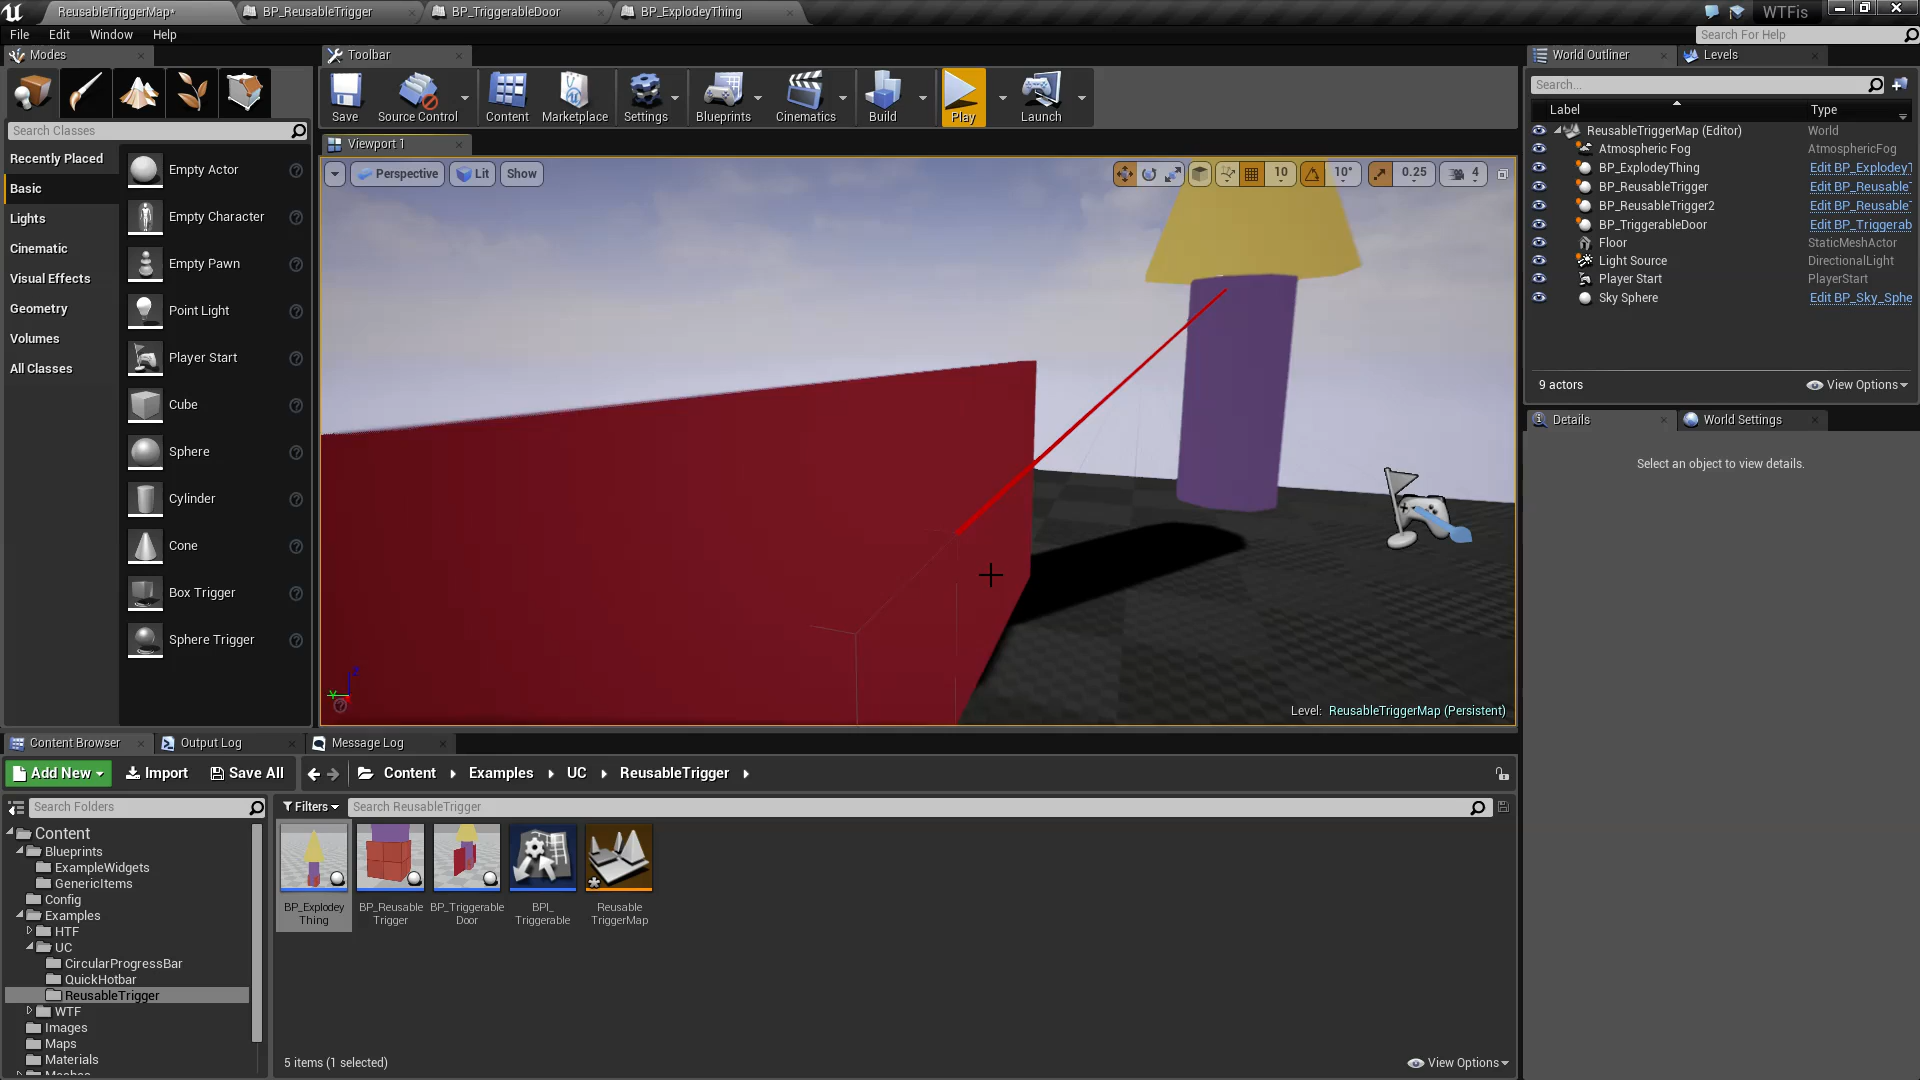 ReusableTriggerMap*
BP_ReusableTrigger
BP_TriggerableDoor
BP_ExplodeyThing
WTFis
File Edit Window Help
Search For Help
Modes
Toolbar
World Outliner
Levels
Save
Source Control
Content
Marketplace
Settings
Blueprints
Cinematics
Build
Play
Launch
Search Classes
Recently Placed
Basic
Lights
Cinematic
Visual Effects
Geometry
Volumes
All Classes
Empty Actor
Empty Character
Empty Pawn
Point Light
Player Start
Cube
Sphere
Cylinder
Cone
Box Trigger
Sphere Trigger
Viewport 1
Perspective
Lit
Show
10
10°
0.25
4
Level: ReusableTriggerMap (Persistent)
Search...
Label Type
ReusableTriggerMap (Editor) World
Atmospheric Fog AtmosphericFog
BP_ExplodeyThing Edit BP_ExplodeyT
BP_ReusableTrigger Edit BP_Reusable
BP_ReusableTrigger2 Edit BP_Reusable
BP_TriggerableDoor Edit BP_Triggerab
Floor StaticMeshActor
Light Source DirectionalLight
Player Start PlayerStart
Sky Sphere Edit BP_Sky_Sphe
9 actors
View Options
Details
World Settings
Select an object to view details.
Content Browser
Output Log
Message Log
Add New
Import
Save All
Content
Examples
UC
ReusableTrigger
Search Folders
Filters
Search ReusableTrigger
Content
Blueprints
ExampleWidgets
GenericItems
Config
Examples
HTF
UC
CircularProgressBar
QuickHotbar
ReusableTrigger
WTF
Images
Maps
Materials
BP_Explodey
Thing
BP_Reusable
Trigger
BP_Triggerable
Door
BPI_
Triggerable
Reusable
TriggerMap
5 items (1 selected)
View Options